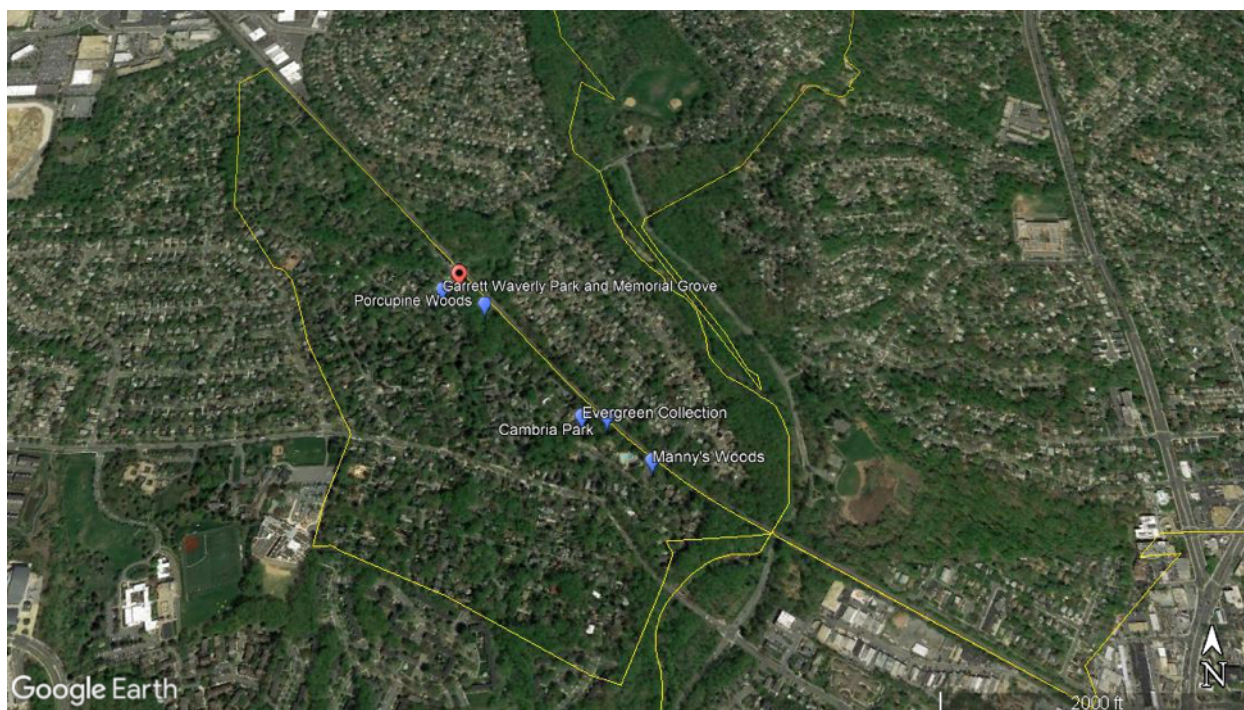 Garrett Waverly Park and Memorial Grove
Porcupine Woods
Evergreen Collection
Cambria Park
Manny's Woods
Google Earth
N
2000 ft